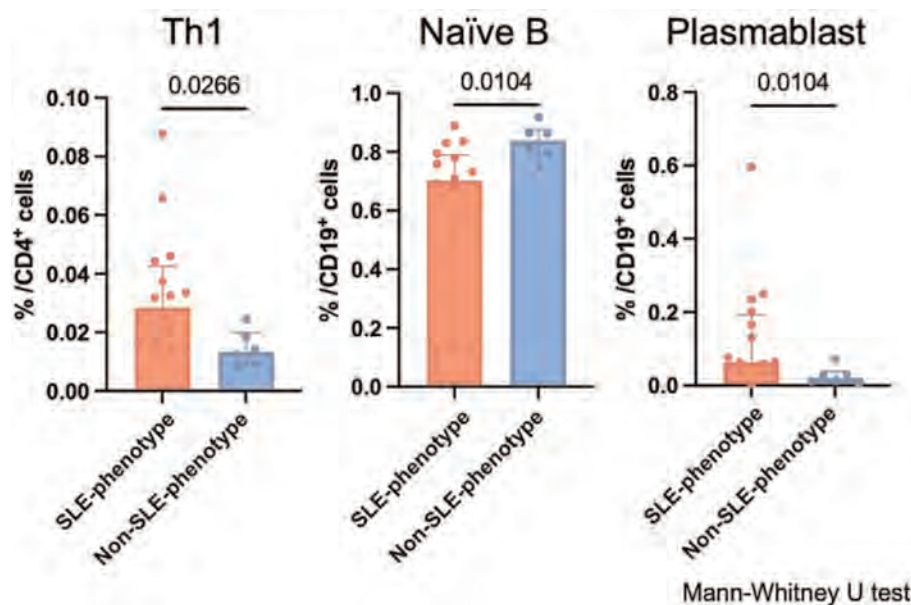 Th1
0.0266
% /CD4+ cells
0.10
0.08
0.06
0.04
0.02
0.00
SLE-phenotype
Non-SLE-phenotype
Naïve B
0.0104
% /CD19+ cells
1.0
0.8
0.6
0.4
0.2
0.0
SLE-phenotype
Non-SLE-phenotype
Plasmablast
0.0104
% /CD19+ cells
0.8
0.6
0.4
0.2
0.0
SLE-phenotype
Non-SLE-phenotype
Mann-Whitney U test